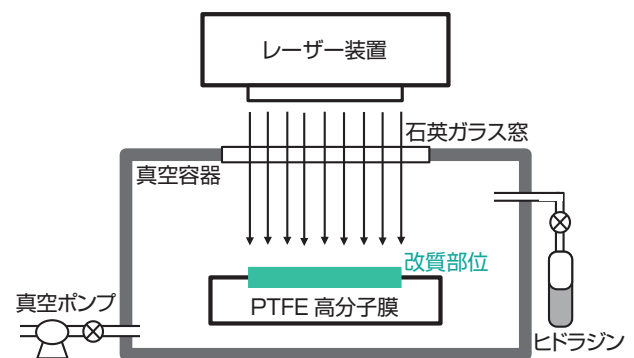 レーザー装置
石英ガラス窓
真空容器
改質部位
真空ポンプ
PTFE 高分子膜
ヒドラジン